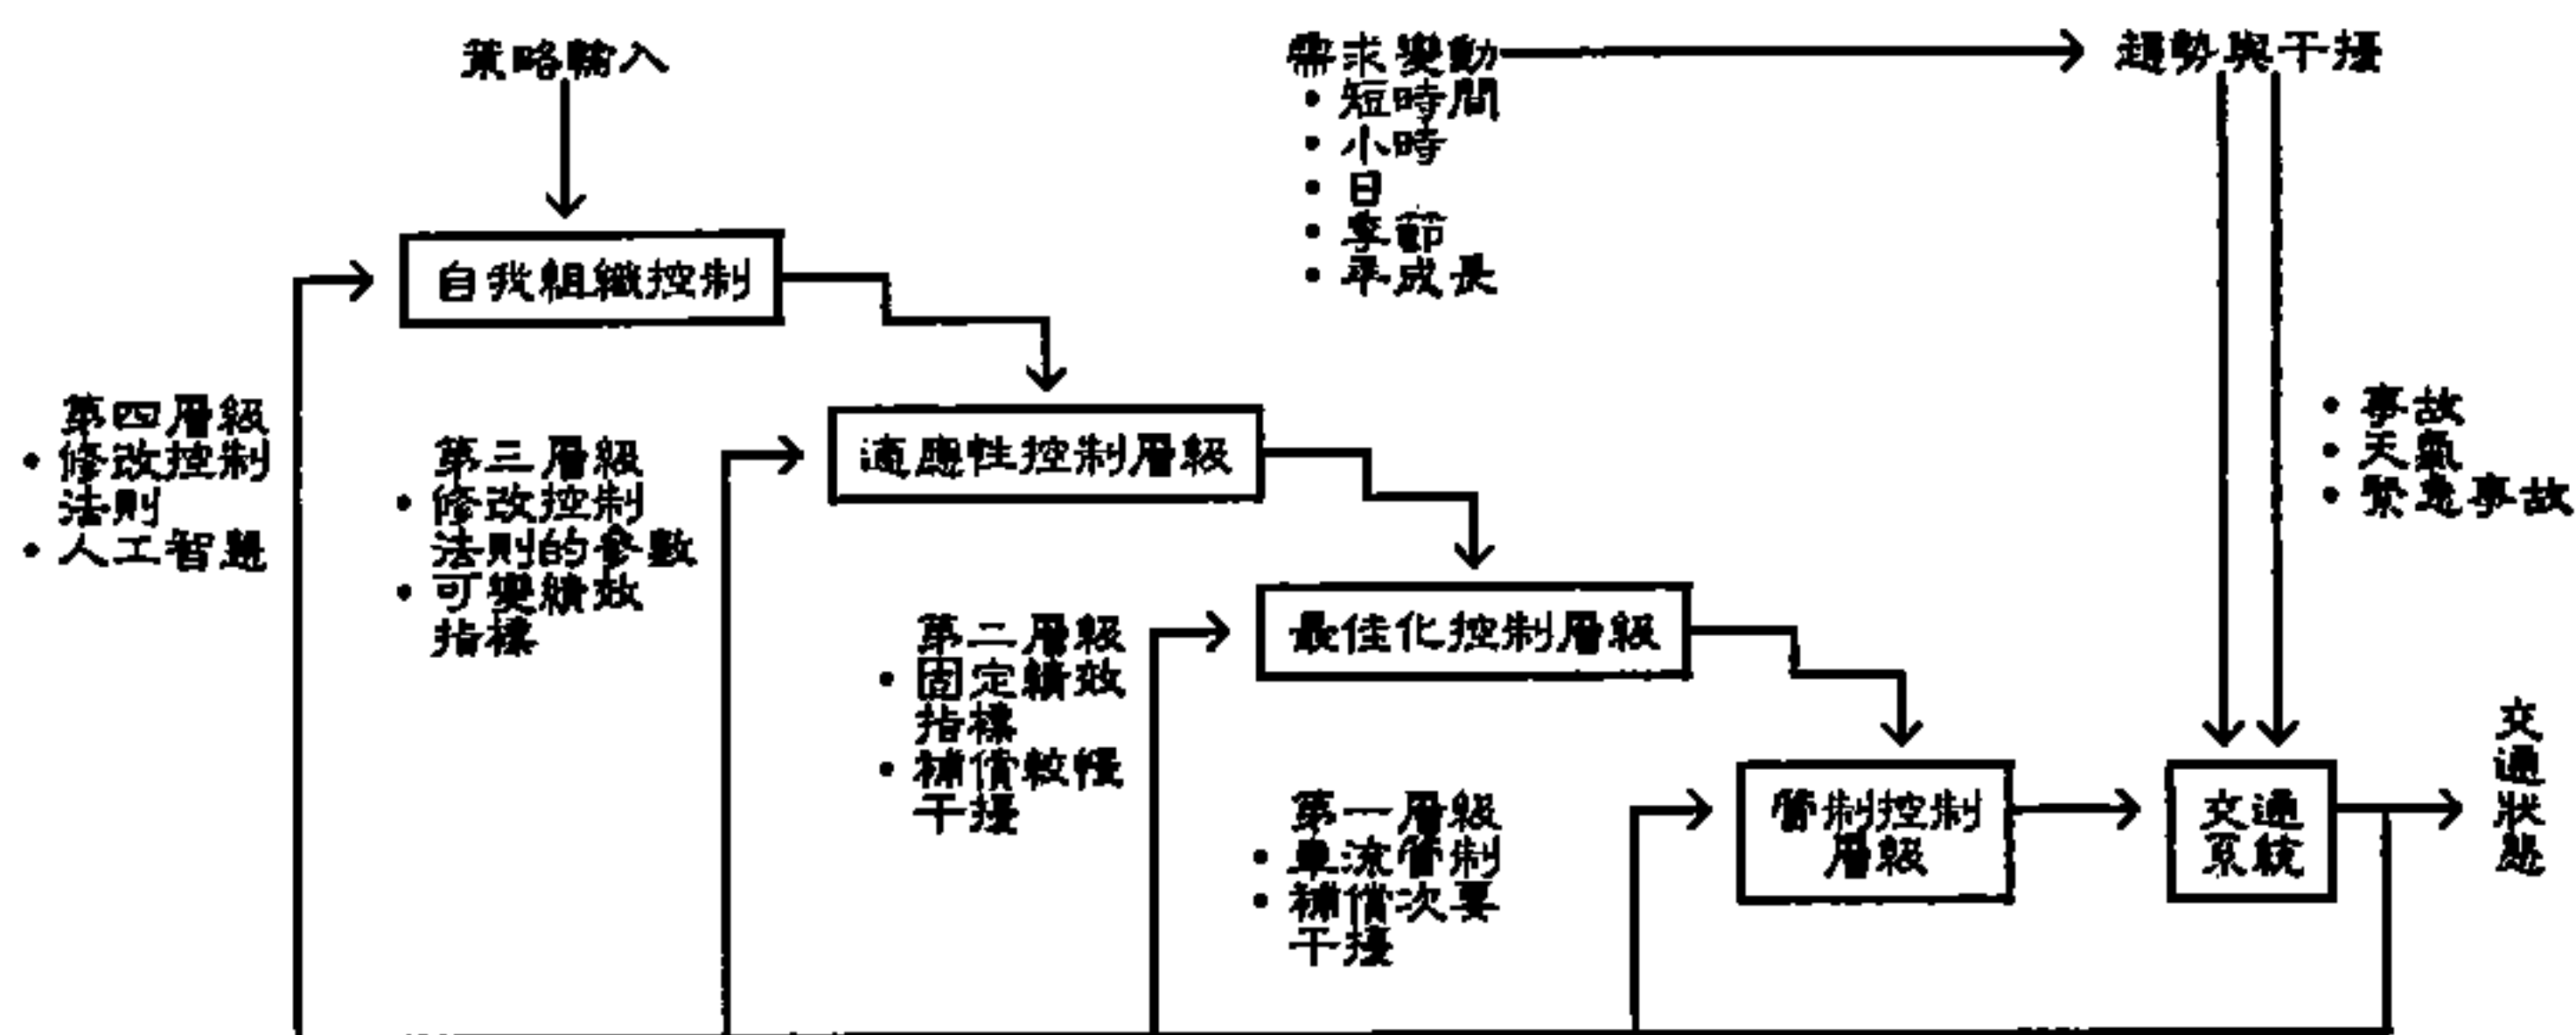 策略輸入
需求變動
• 短時間
• 小時
• 日
• 季節
• 年成長
趨勢與干擾
自我組織控制
第四層級
• 修改控制
法則
• 人工智慧
適應性控制層級
第三層級
• 修改控制
法則的參數
• 可變績效
指標
• 事故
• 天氣
• 緊急事故
最佳化控制層級
第二層級
• 固定績效
指標
• 補償較慢
干擾
管制控制
層級
第一層級
• 車流管制
• 補償次要
干擾
交通
系統
交通狀態